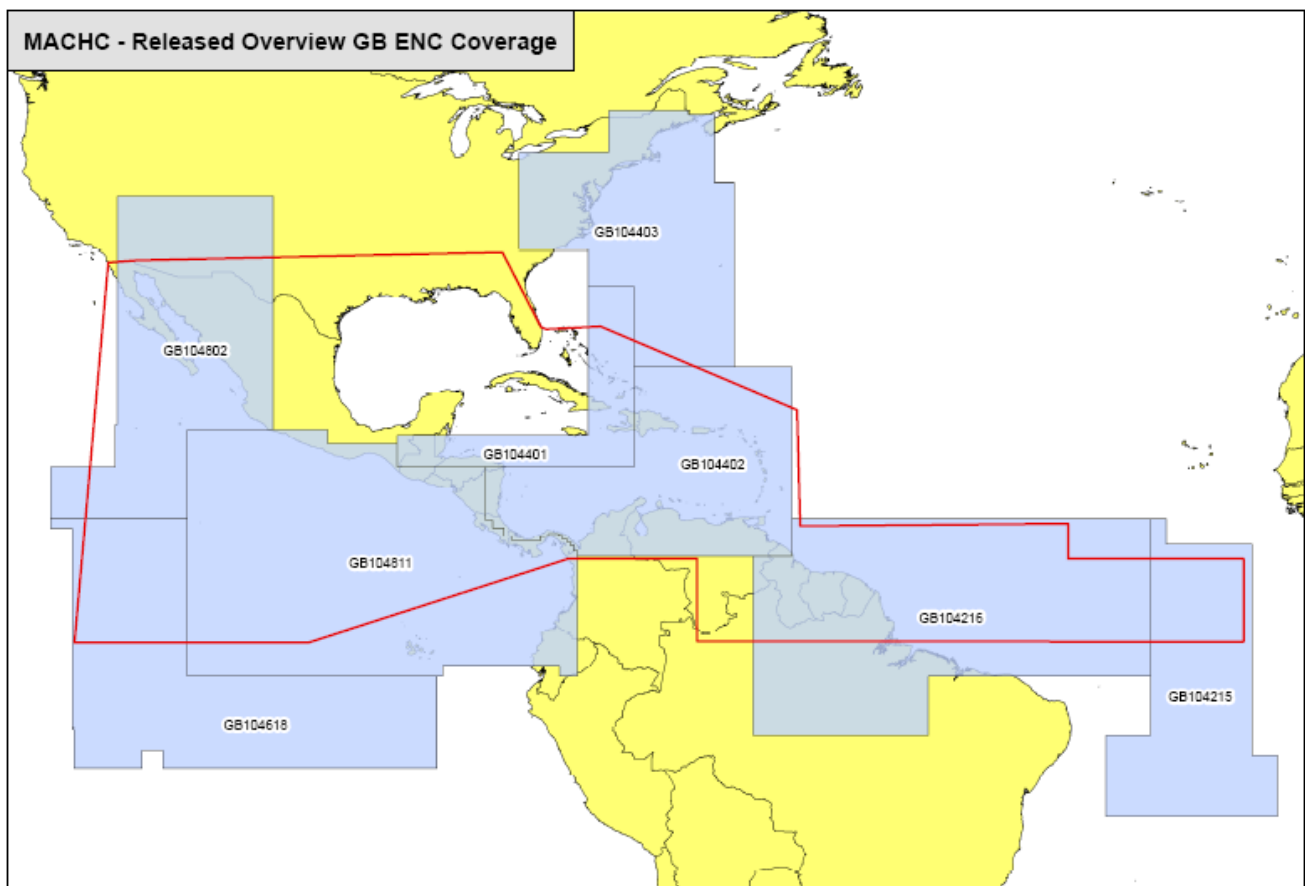 MACHC - Released Overview GB ENC Coverage
GB104403
GB104802
GB104401
GB104402
GB104811
GB104216
GB104215
GB104618